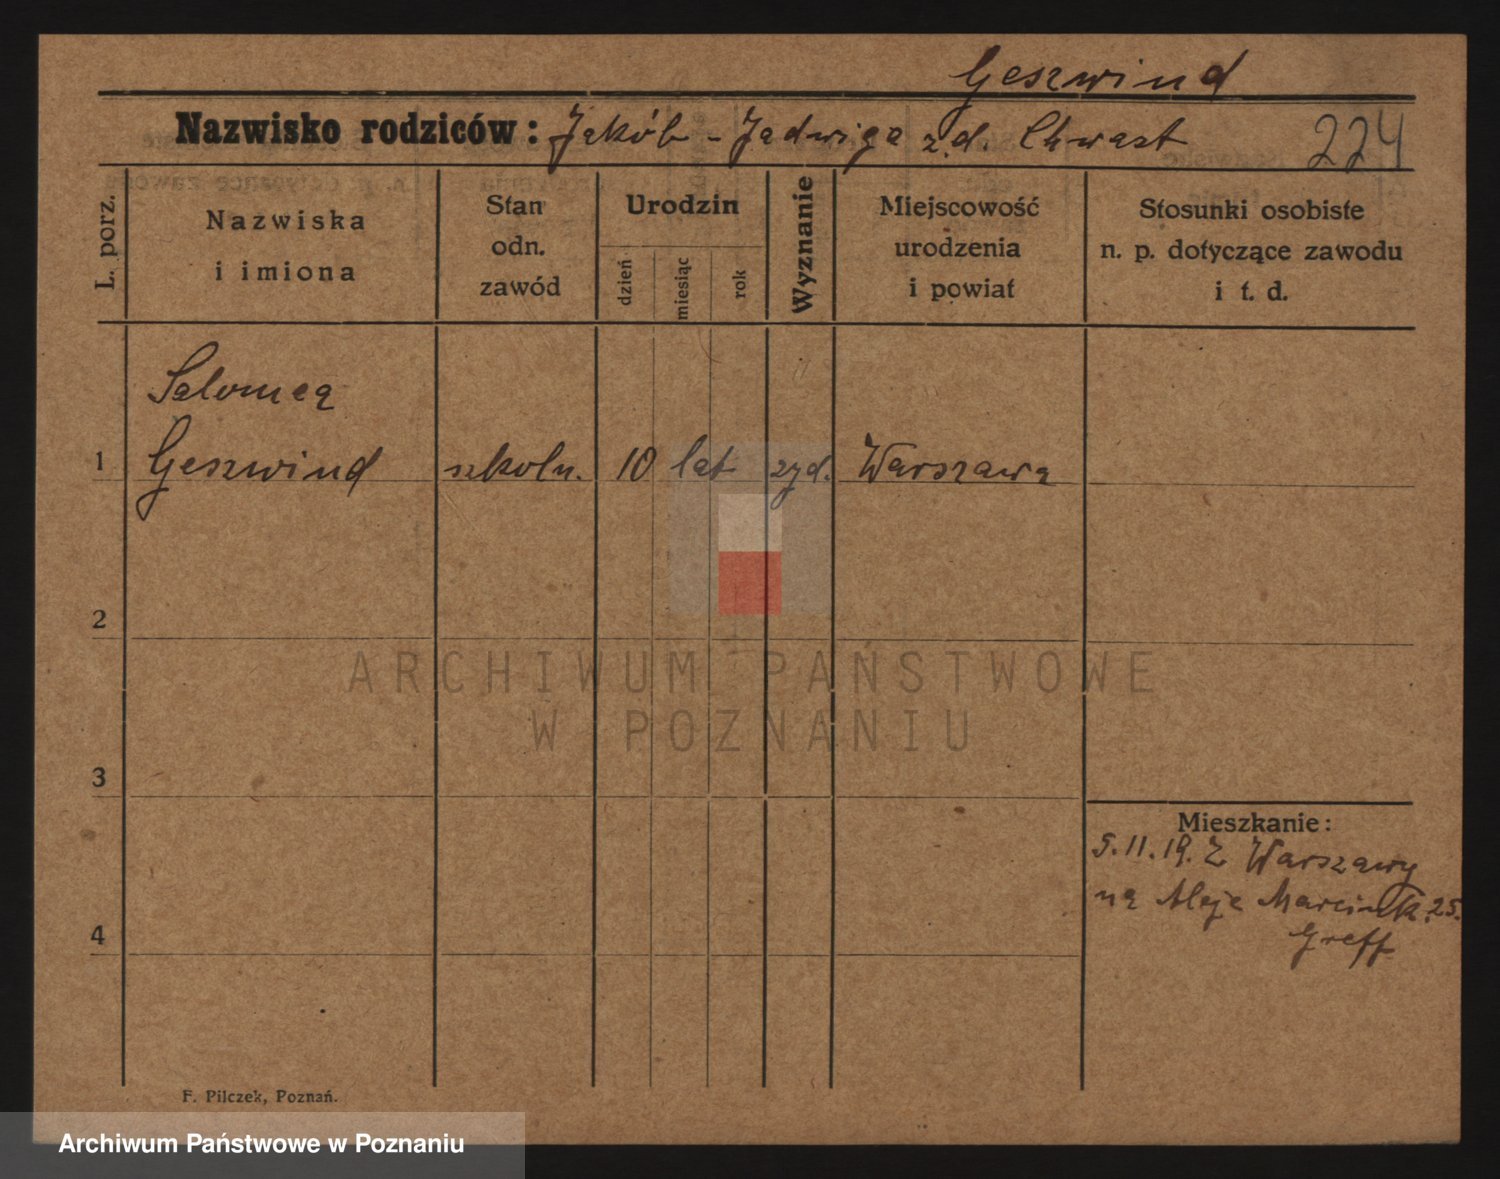 Geszwind
Nazwisko rodziców: Jakób - Jadwiga z d. Chwast 224
L. porz.
Nazwiska
i imiona
Stan
odn.
zawód
Urodzin
dzień
miesiąc
rok
Wyznanie
Miejscowość
urodzenia
i powiat
Stosunki osobiste
n. p. dotyczące zawodu
i t. d.
Salomea
1 Geszwind szkoln. 10 lat żyd. Warszawa
2
ARCHIWUM PAŃSTWOWE
W POZNANIU
3
Mieszkanie:
5.11.19. Z Warszawy
na Aleje Marcink. 25.
Greff
4
F. Pilczek, Poznań.
Archiwum Państwowe w Poznaniu